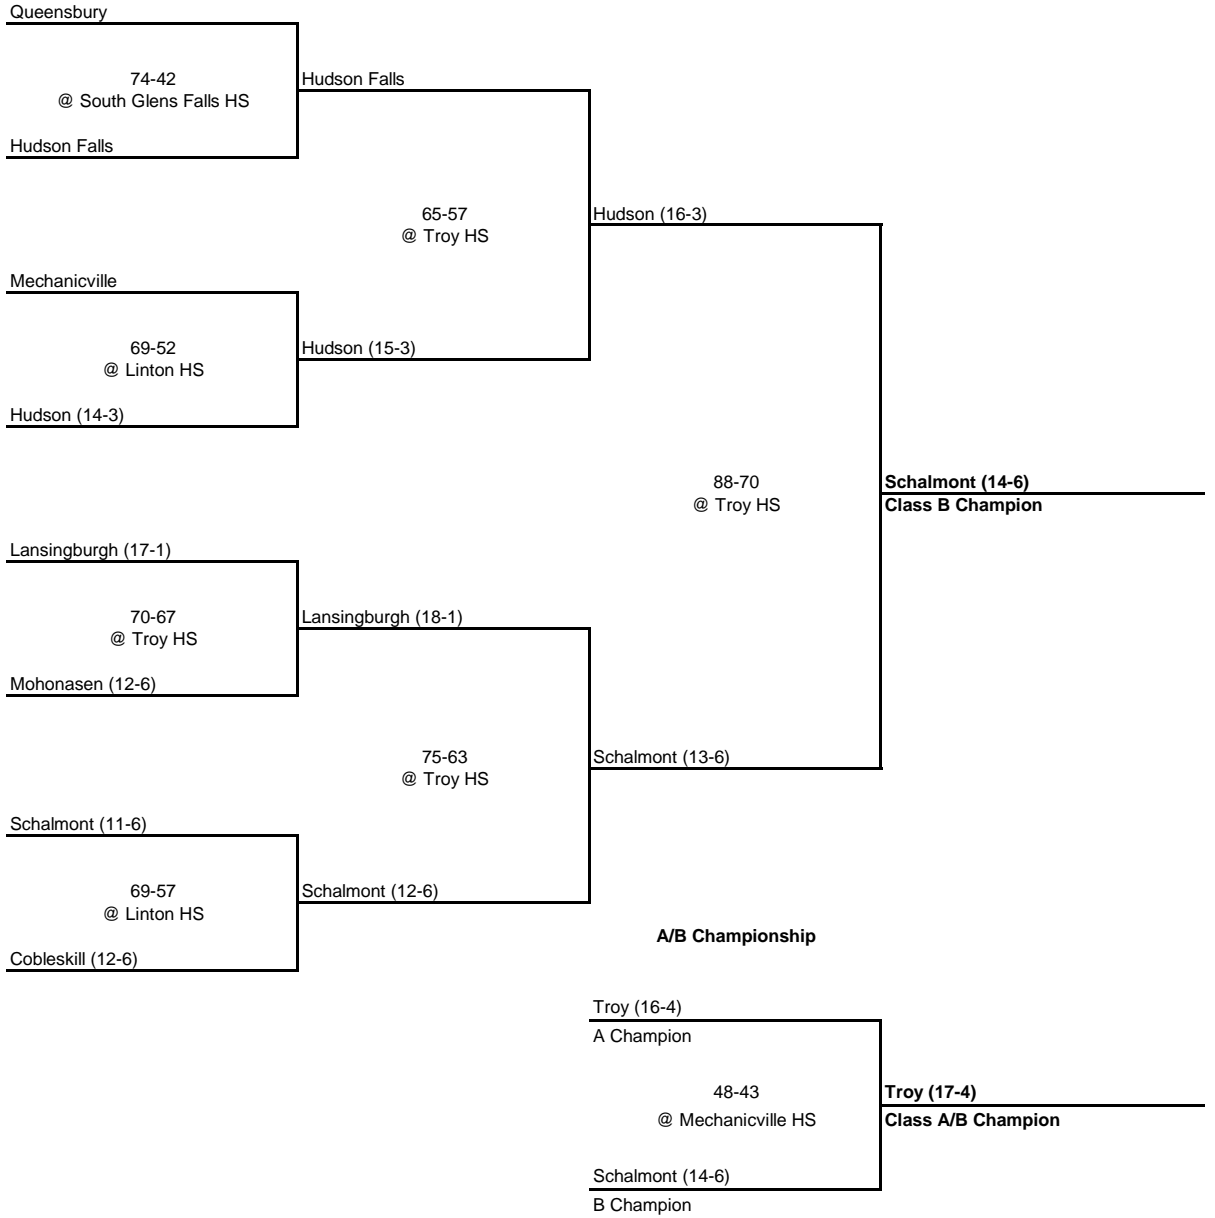 Queensbury
74-42
@ South Glens Falls HS
Hudson Falls
Hudson Falls
65-57
@ Troy HS
Hudson (16-3)
Mechanicville
69-52
@ Linton HS
Hudson (15-3)
Hudson (14-3)
88-70
@ Troy HS
Schalmont (14-6)
Class B Champion
Lansingburgh (17-1)
70-67
@ Troy HS
Lansingburgh (18-1)
Mohonasen (12-6)
75-63
@ Troy HS
Schalmont (13-6)
Schalmont (11-6)
69-57
@ Linton HS
Schalmont (12-6)
Cobleskill (12-6)
A/B Championship
Troy (16-4)
A Champion
48-43
@ Mechanicville HS
Troy (17-4)
Class A/B Champion
Schalmont (14-6)
B Champion